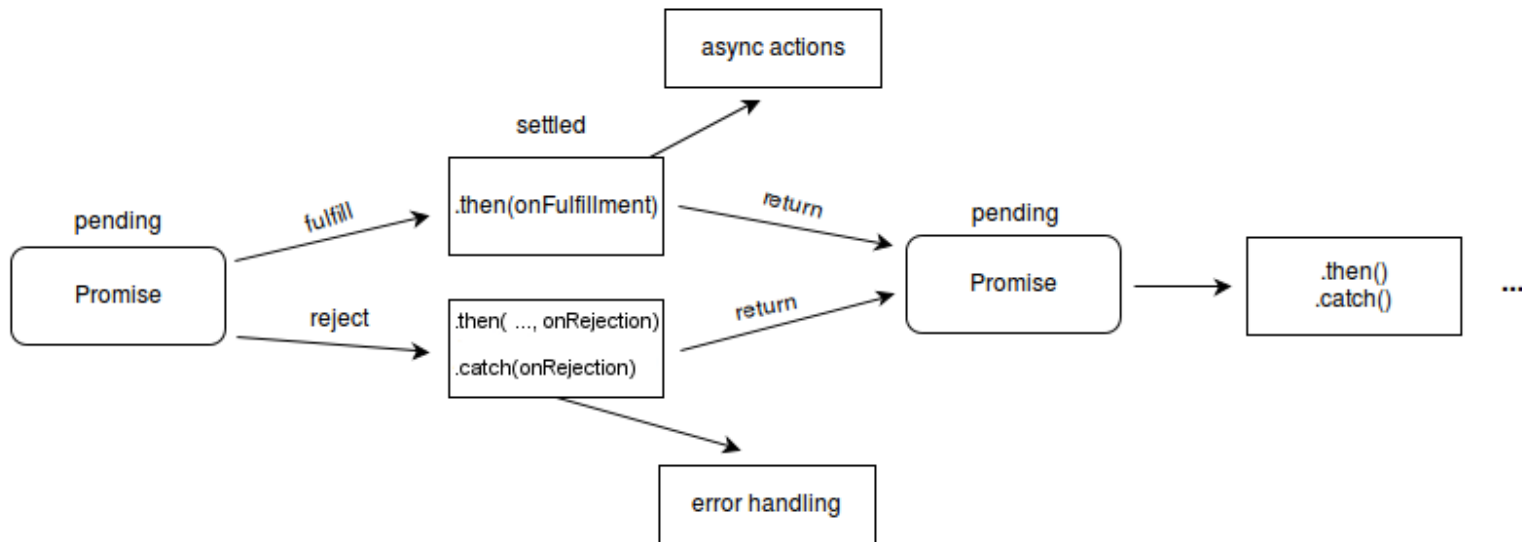 async actions
settled
.then(onFulfillment)
fulfill
return
pending
Promise
pending
Promise
reject
.then( ..., onRejection)
.catch(onRejection)
return
.then()
.catch()
...
error handling